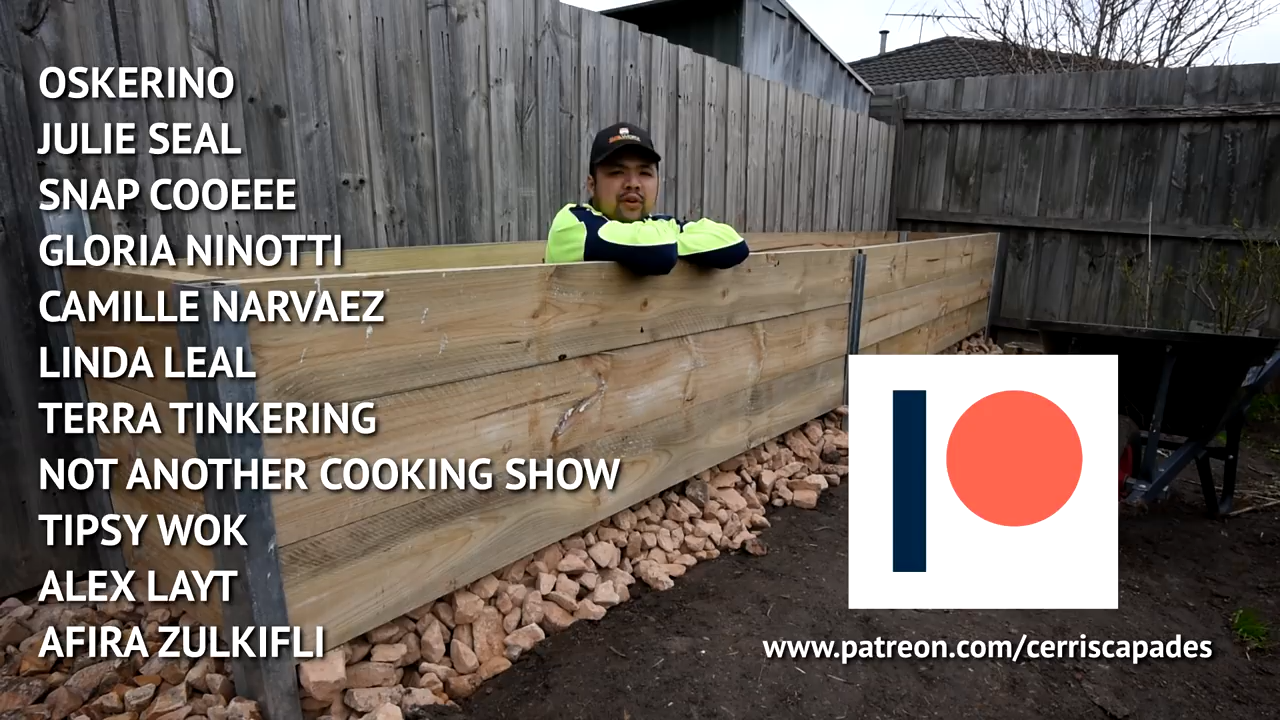 OSKERINO
JULIE SEAL
SNAP COOEEE
GLORIA NINOTTI
CAMILLE NARVAEZ
LINDA LEAL
TERRA TINKERING
NOT ANOTHER COOKING SHOW
TIPSY WOK
ALEX LAYT
AFIRA ZULKIFLI
www.patreon.com/cerriscapades